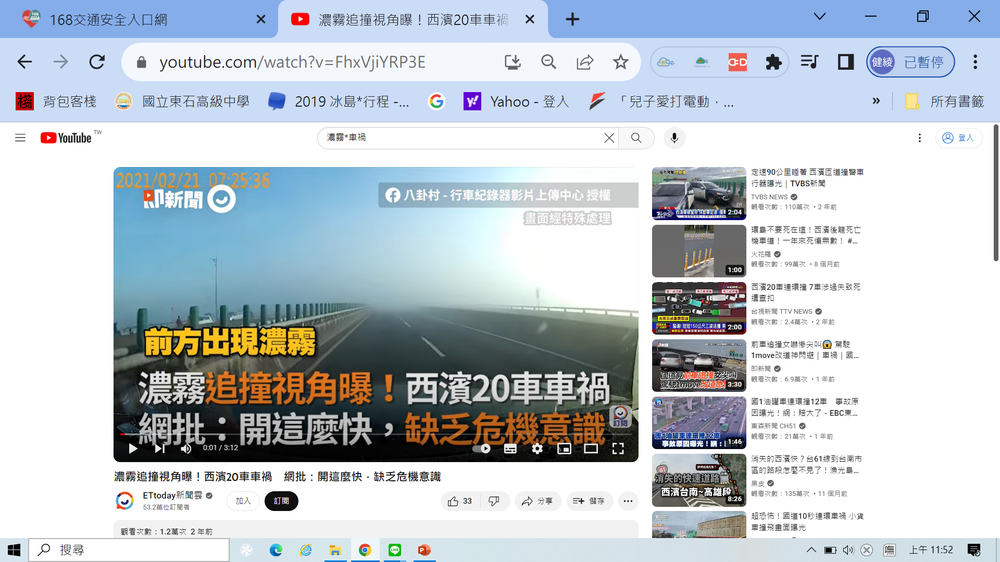 168交通安全入口網
濃霧追撞視角曝！西濱20車車禍
youtube.com/watch?v=FhxVjiYRP3E
健綾 已暫停
棧 背包客棧
國立東石高級中學
2019 冰島*行程 -...
Yahoo - 登入
「兒子愛打電動，...
»
所有書籤
YouTube TW
濃霧*車禍
登入
2021/02/21 07:25:36
即新聞
八卦村 - 行車紀錄器影片上傳中心 授權
畫面經特殊處理
前方出現濃霧
濃霧追撞視角曝！西濱20車車禍
網批：開這麼快，缺乏危機意識
訂閱
0:01 / 3:12
濃霧追撞視角曝！西濱20車車禍　網批：開這麼快，缺乏危機意識
ETtoday新聞雲
53.2萬位訂閱者
加入
訂閱
33
分享
儲存
觀看次數：1.2萬次 2 年前
2:04
定速90公里睡著 西濱匝道撞警車
行器曝光｜TVBS新聞
TVBS NEWS
觀看次數：110萬次 ・2 年前
1:00
環島不要死在這！西濱後龍死亡
機車道！一年來死傷無數！ #...
火花羅
觀看次數：99萬次 ・8 個月前
2:00
西濱20車連環撞 7車涉過失致死
遭查扣
台視新聞 TTV NEWS
觀看次數：2.4萬次 ・2 年前
國道見前車追撞女尖叫
駕駛1move改道急
3:30
前車追撞女嚇慘尖叫😱 駕駛
1move改道神閃避｜車禍｜國...
即新聞
觀看次數：6.9萬次 ・1 年前
國1油罐車連環撞12車
事故原因曝光！網：
1:46
國1油罐車連環撞12車　事故原
因曝光！網：賠大了 - EBC東...
東森新聞 CH51
觀看次數：21萬次 ・1 年前
61
消失的快速道路
西濱台南~高雄段
8:26
消失的西濱快？台61線到台南市
區的路段怎麼不見了！漁光島...
黑皮
觀看次數：135萬次 ・11 個月前
超恐怖！國道10秒連環車禍 小貨
車撞飛畫面曝光
搜尋
LINE
嘸
上午 11:52